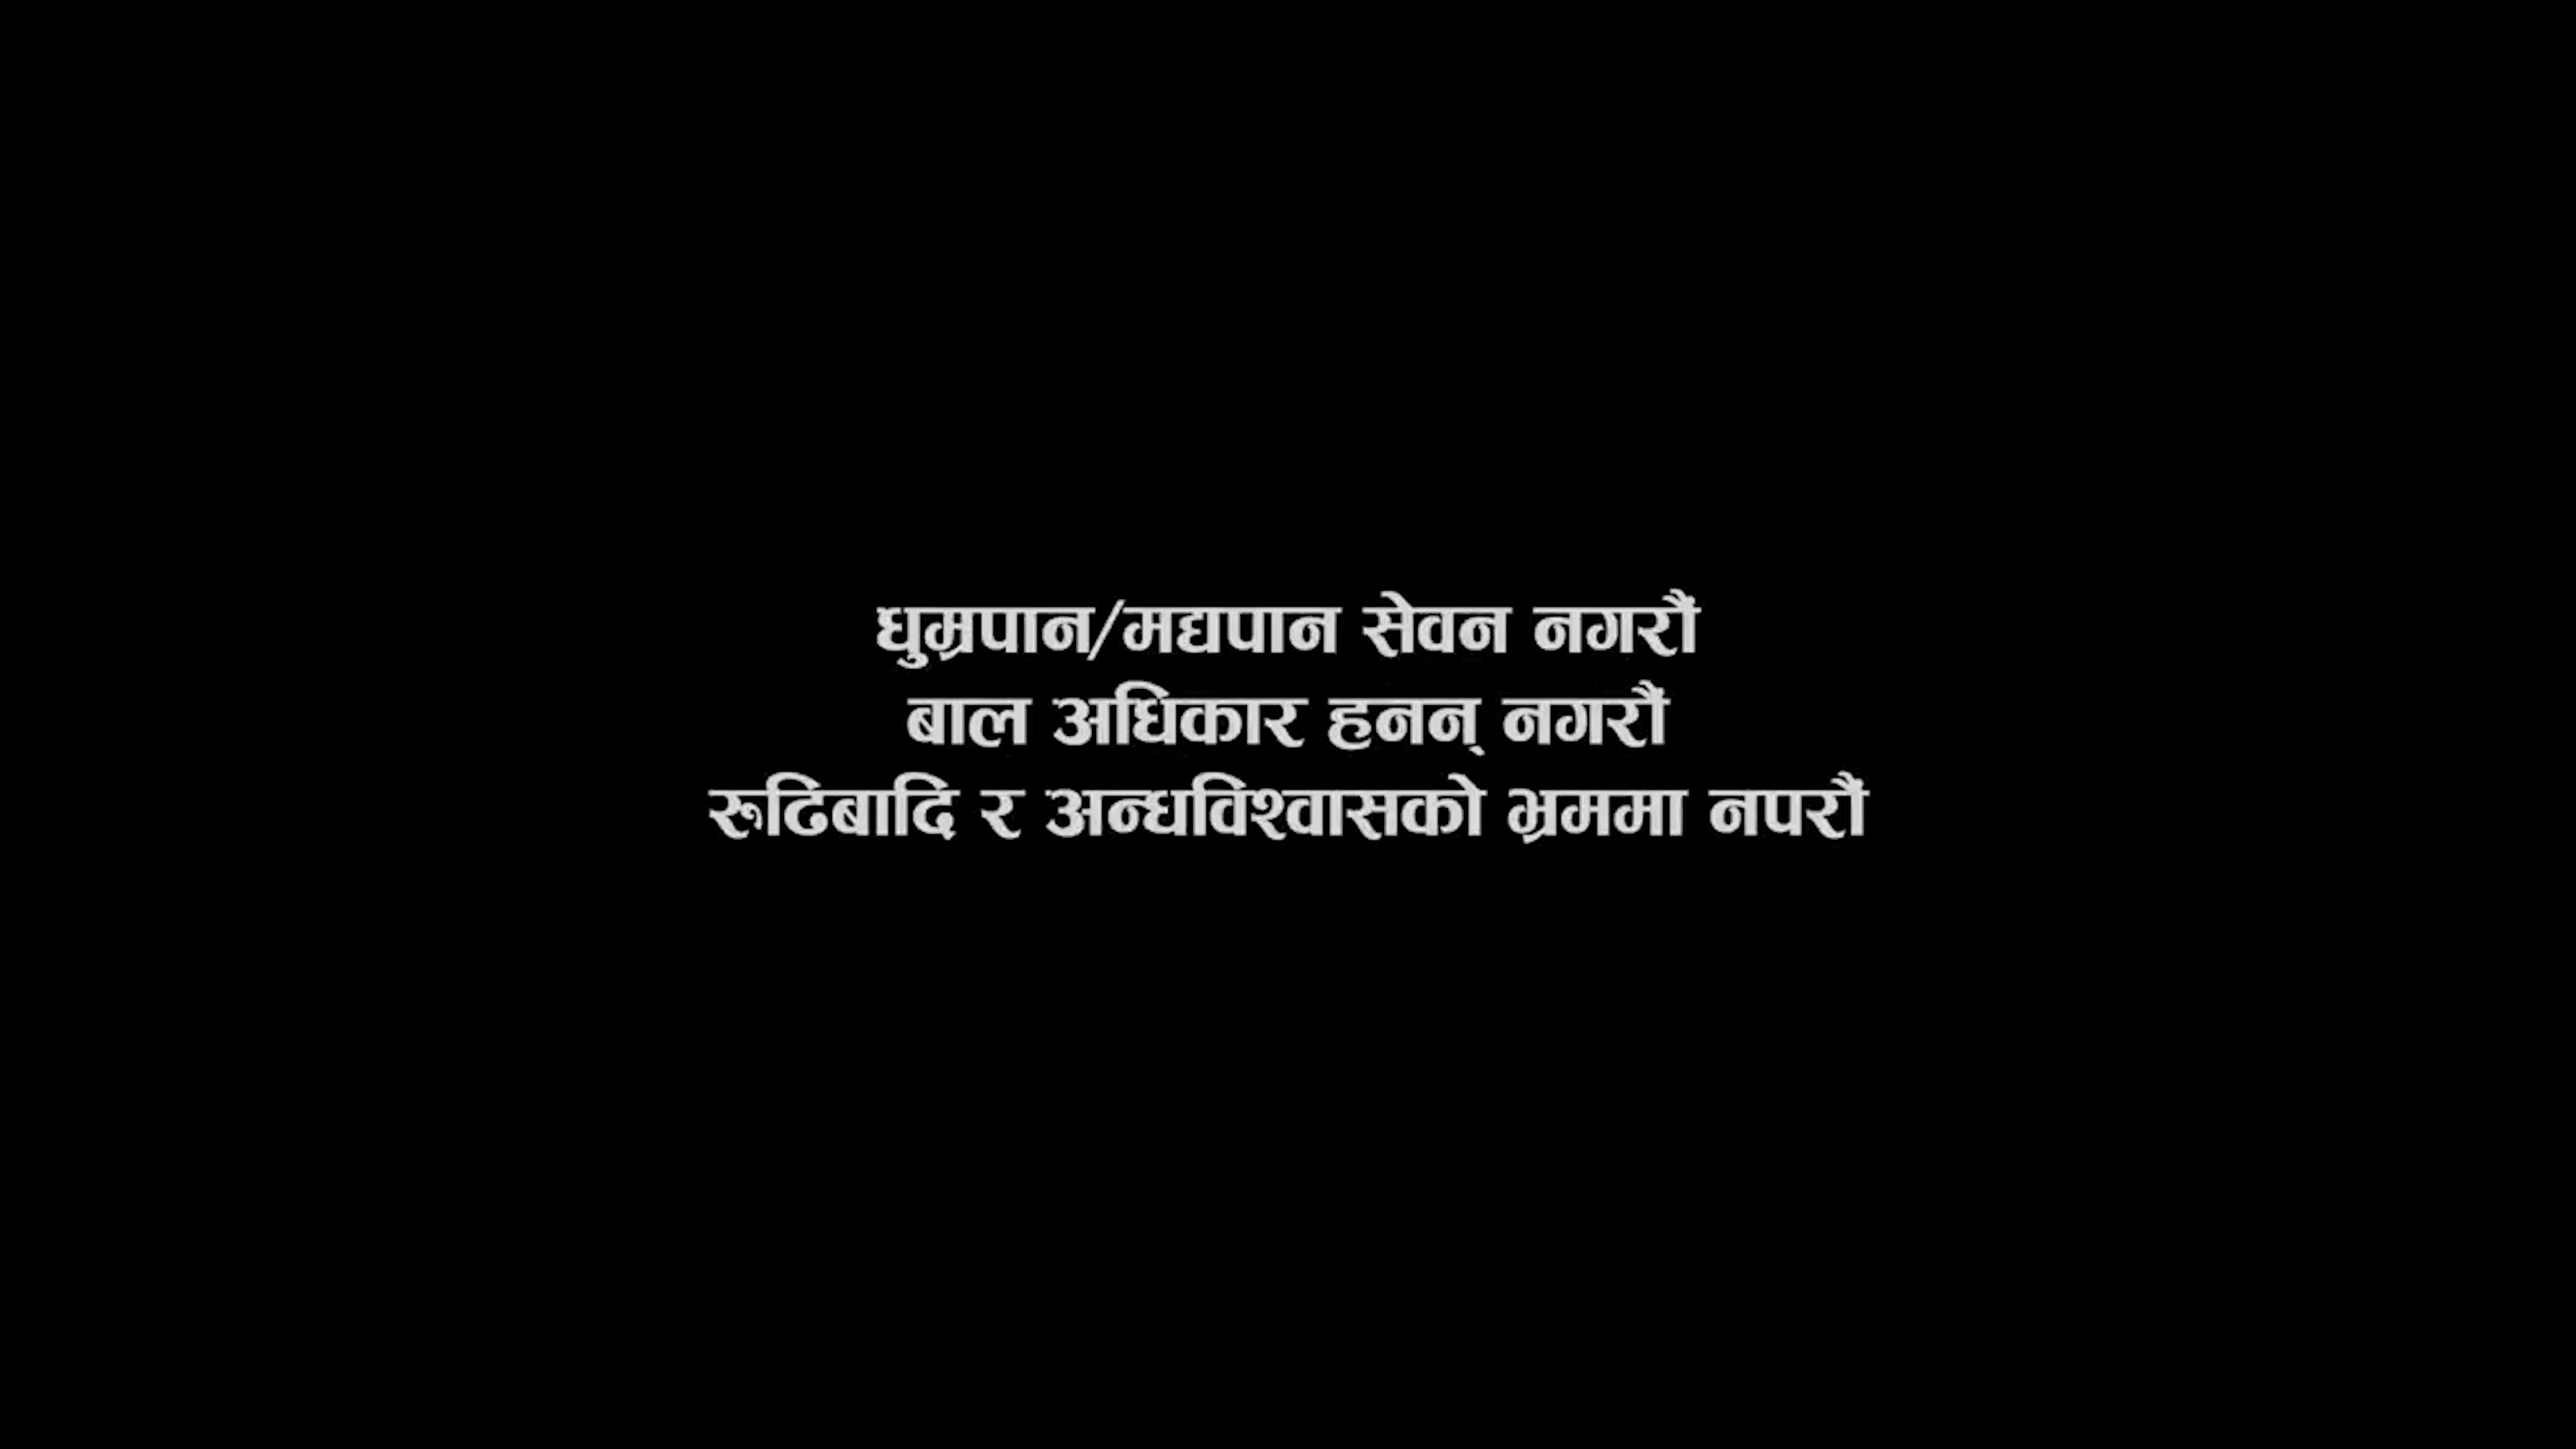 धुम्रपान/मद्यपान सेवन नगरौं
बाल अधिकार हनन् नगरौं
रुढिबादि र अन्धविश्वासको भ्रममा नपरौं